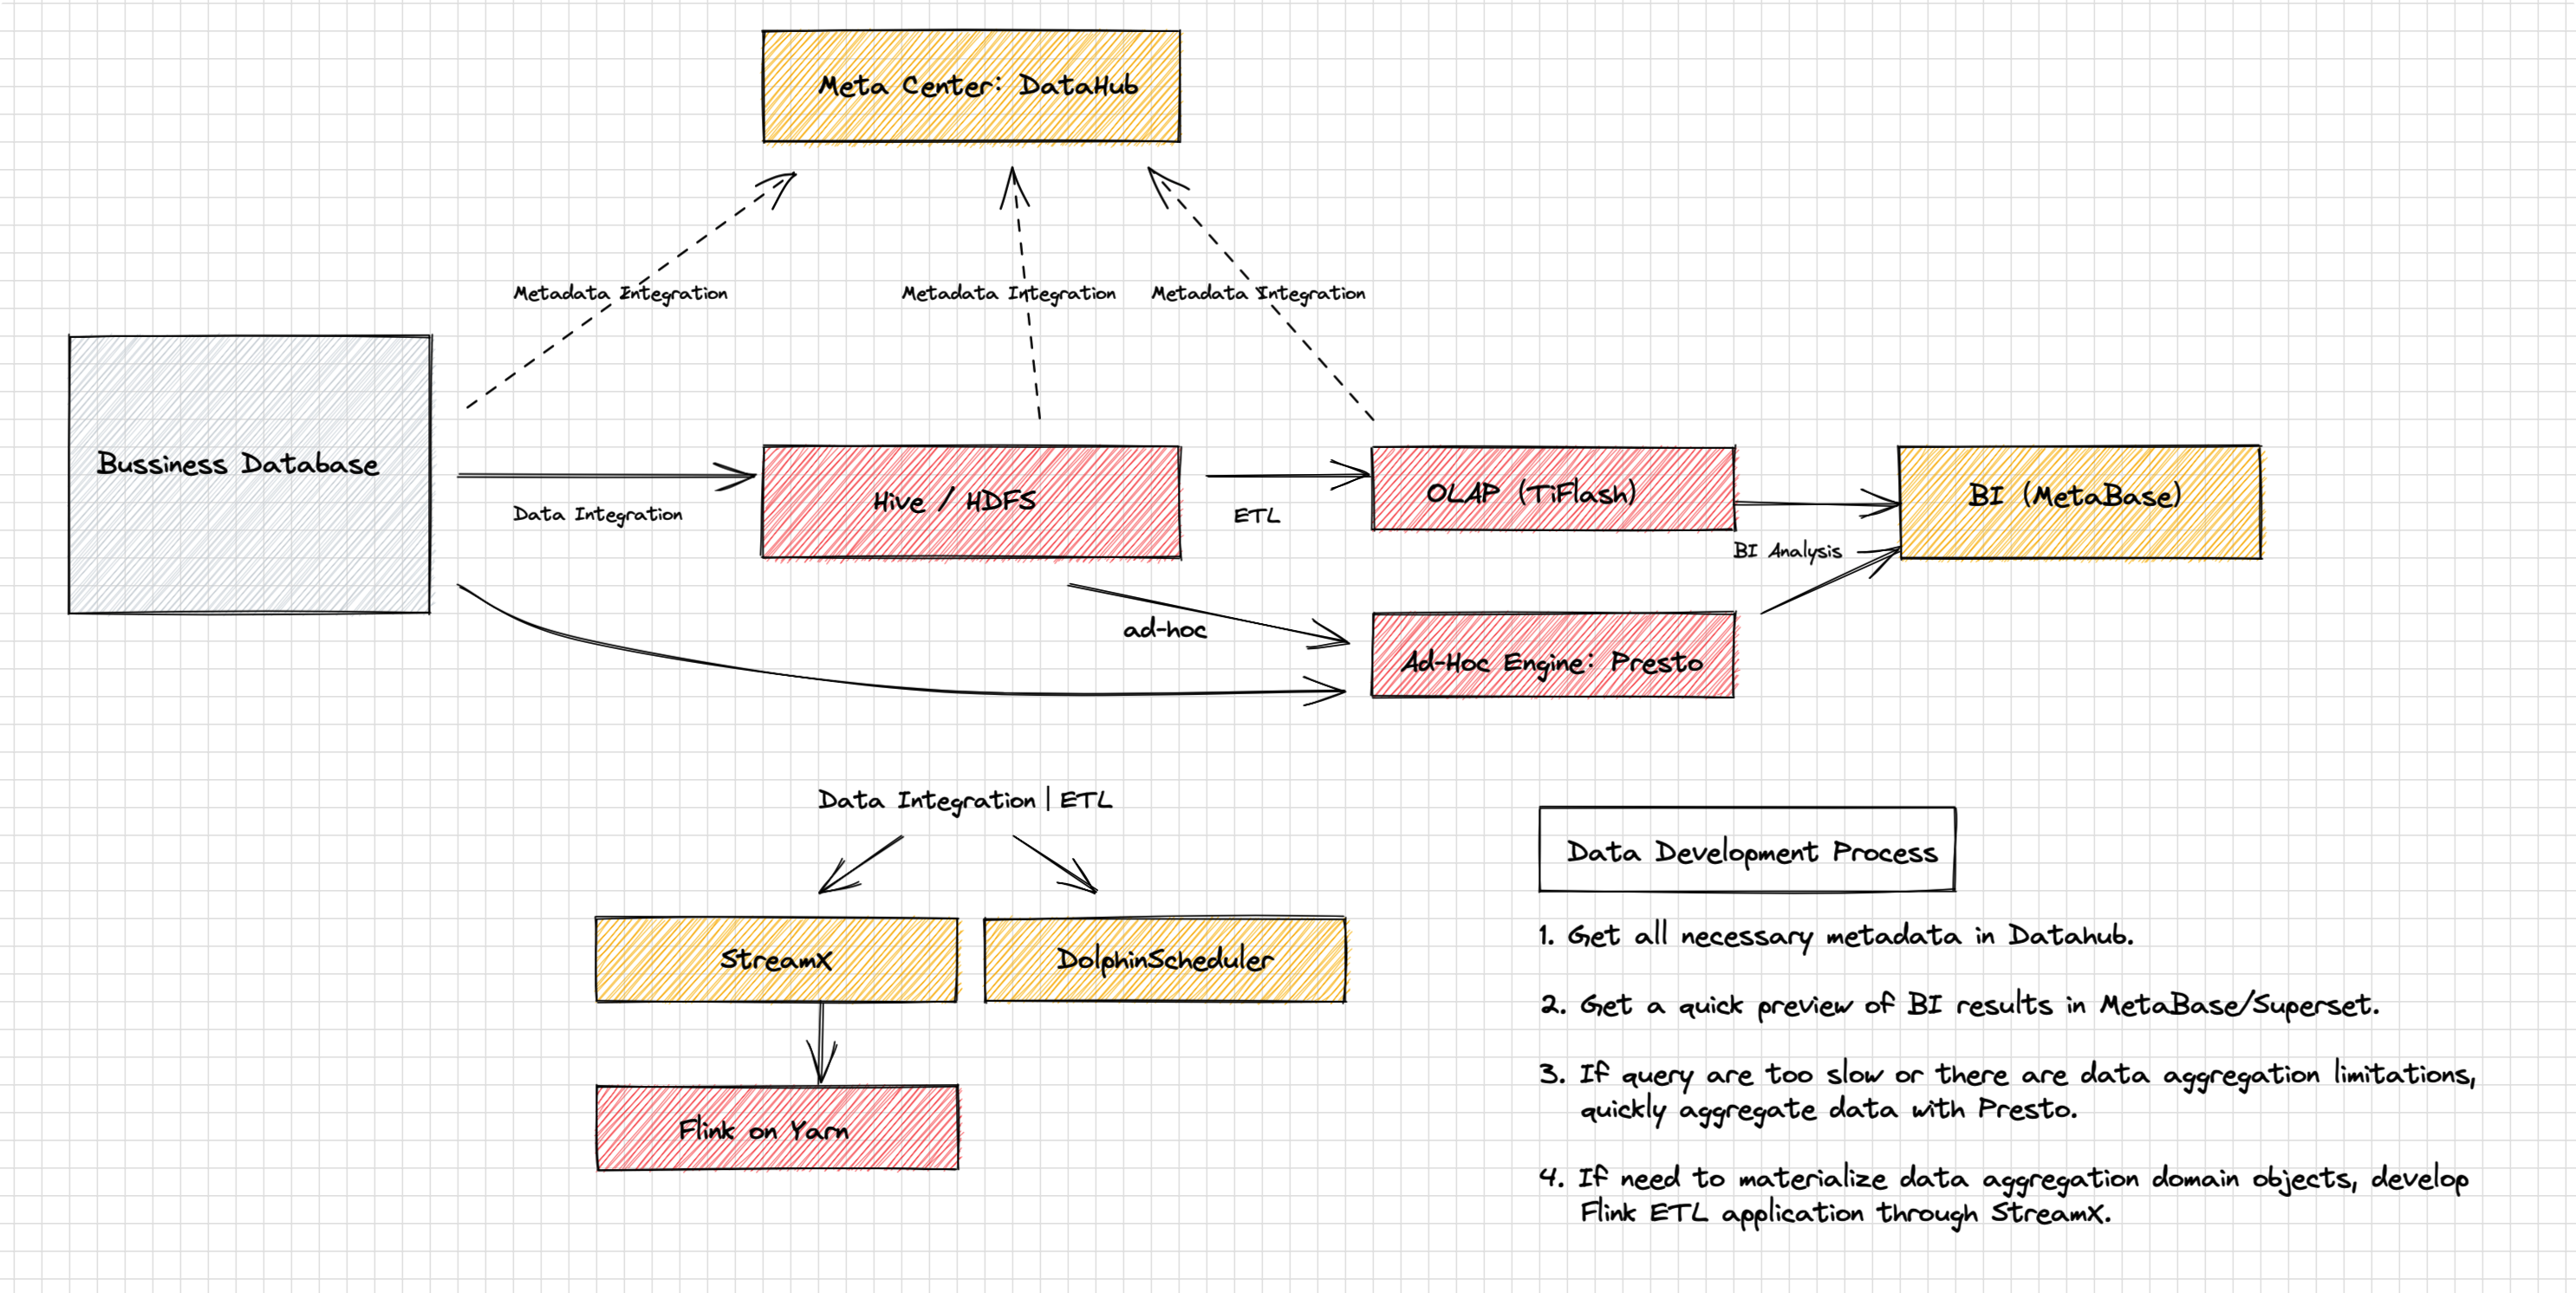 Meta Center: DataHub
Metadata Integration
Metadata Integration
Metadata Integration
Bussiness Database
Data Integration
Hive / HDFS
ETL
OLAP (TiFlash)
BI (MetaBase)
BI Analysis
ad-hoc
Ad-Hoc Engine: Presto
Data Integration | ETL
StreamX
DolphinScheduler
Flink on Yarn
Data Development Process
1. Get all necessary metadata in Datahub.
2. Get a quick preview of BI results in MetaBase/Superset.
3. If query are too slow or there are data aggregation limitations,
quickly aggregate data with Presto.
4. If need to materialize data aggregation domain objects, develop
Flink ETL application through StreamX.